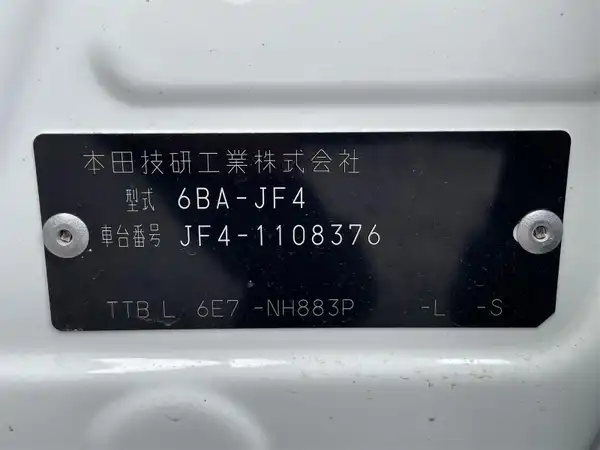 本田技研工業株式会社
型式 6BA-JF4
車台番号 JF4-1108376
TTB L 6E7 -NH883P -L -S